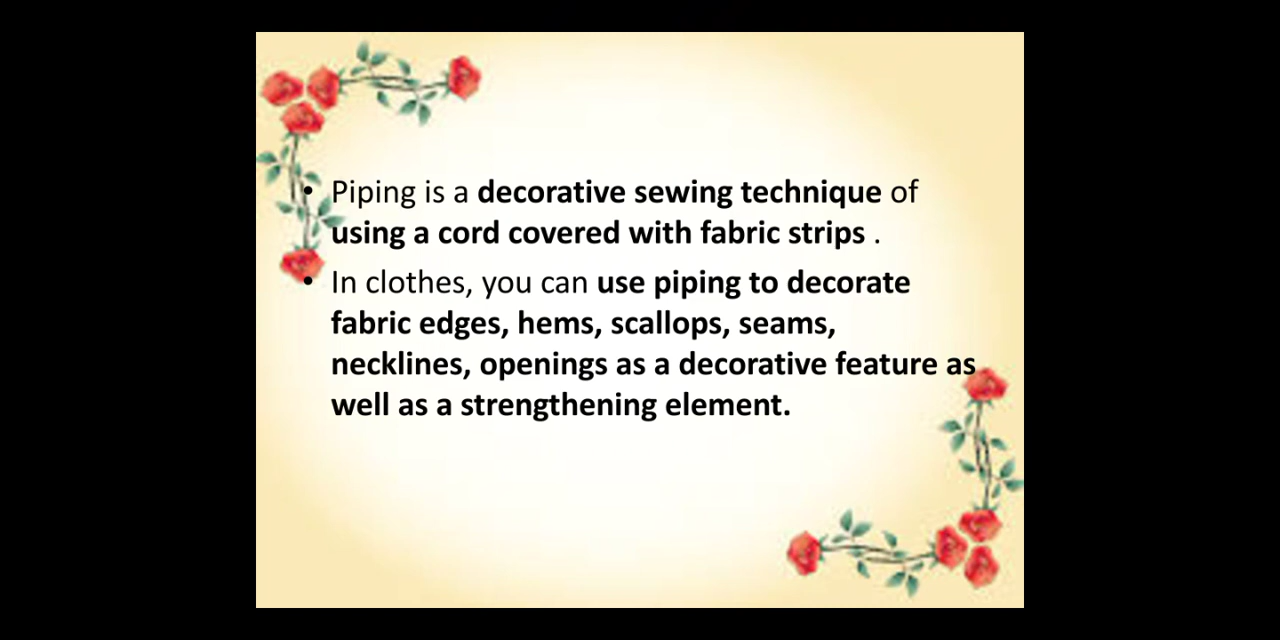 • Piping is a decorative sewing technique of
using a cord covered with fabric strips .
• In clothes, you can use piping to decorate
fabric edges, hems, scallops, seams,
necklines, openings as a decorative feature as
well as a strengthening element.